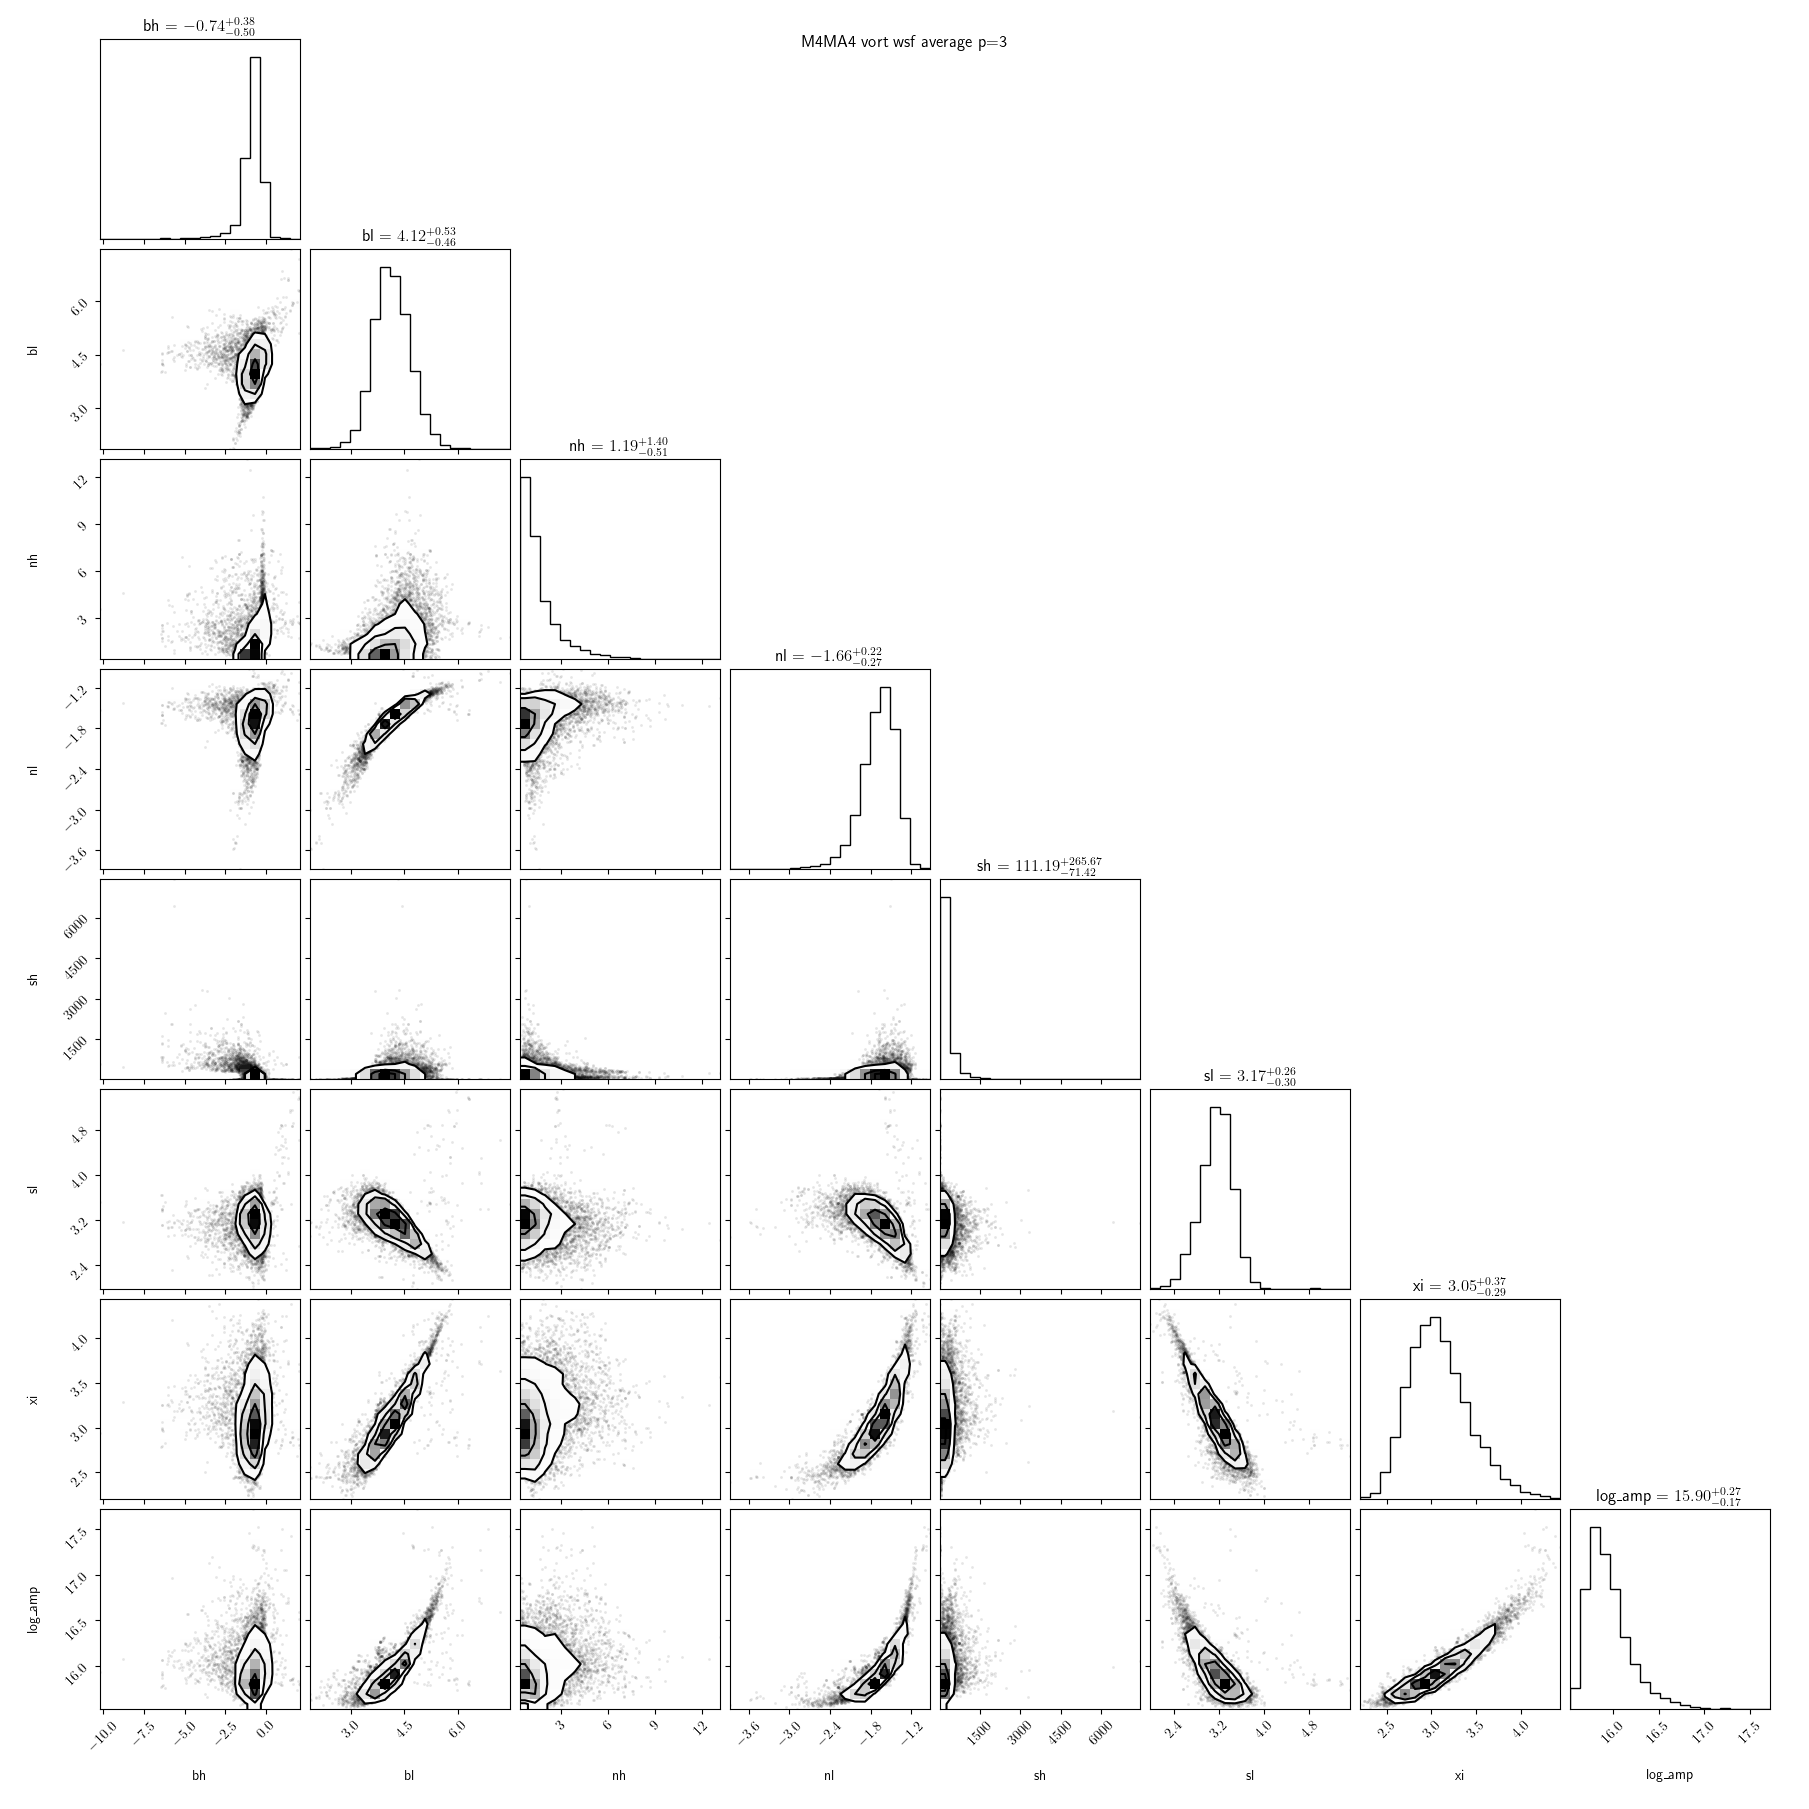 bh = −0.74+0.38−0.50
M4MA4 vort wsf average p=3
bl = 4.12+0.53−0.46
bl
6.0
4.5
3.0
nh = 1.19+1.40−0.51
nh
12
9
6
3
nl = −1.66+0.22−0.27
nl
−1.2
−1.8
−2.4
−3.0
−3.6
sh = 111.19+265.67−71.42
sh
6000
4500
3000
1500
sl = 3.17+0.26−0.30
sl
4.8
4.0
3.2
2.4
xi = 3.05+0.37−0.29
xi
4.0
3.5
3.0
2.5
log_amp = 15.90+0.27−0.17
log_amp
17.5
17.0
16.5
16.0
−10.0 −7.5 −5.0 −2.5 0.0 3.0 4.5 6.0 3 6 9 12 −3.6 −3.0 −2.4 −1.8 −1.2 1500 3000 4500 6000 2.4 3.2 4.0 4.8 2.5 3.0 3.5 4.0 16.0 16.5 17.0 17.5
bh bl nh nl sh sl xi log_amp